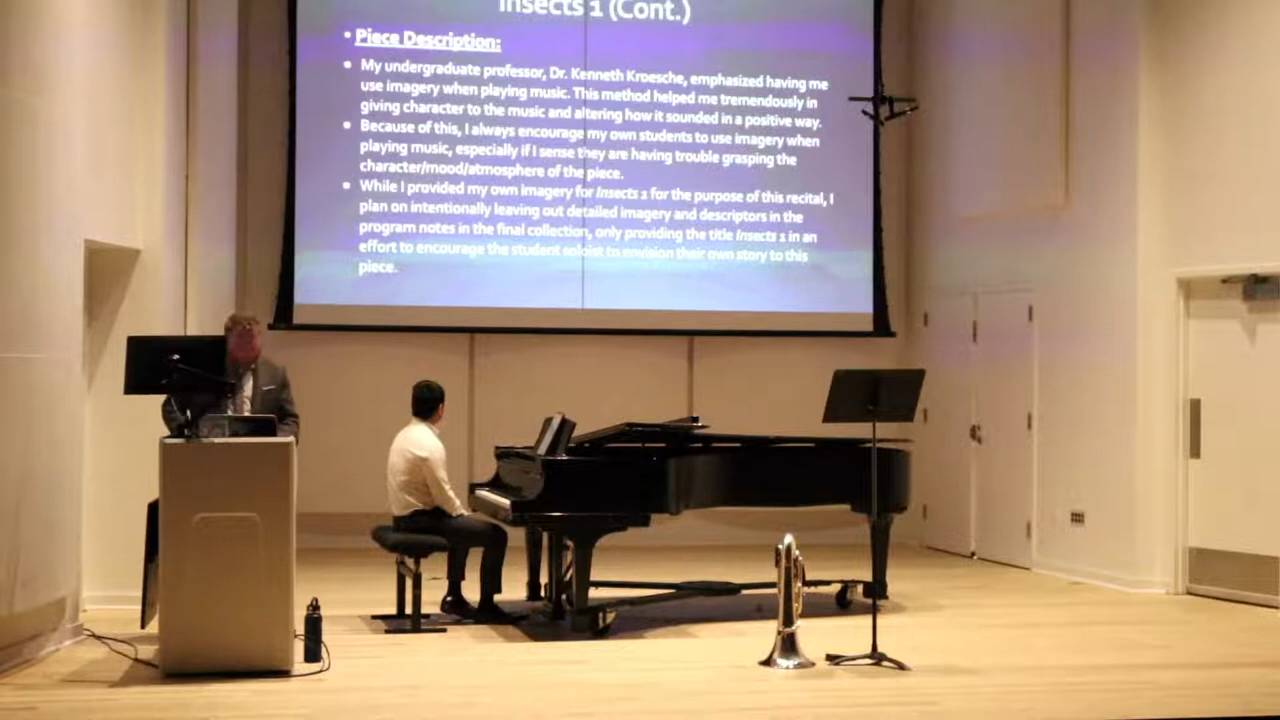 Insects 1 (Cont.)
• Piece Description:
• My undergraduate professor, Dr. Kenneth Kroesche, emphasized having me
use imagery when playing music. This method helped me tremendously in
giving character to the music and altering how it sounded in a positive way.
• Because of this, I always encourage my own students to use imagery when
playing music, especially if I sense they are having trouble grasping the
character/mood/atmosphere of the piece.
• While I provided my own imagery for Insects 1 for the purpose of this recital, I
plan on intentionally leaving out detailed imagery and descriptors in the
program notes in the final collection, only providing the title Insects 1 in an
effort to encourage the student soloist to envision their own story to this
piece.